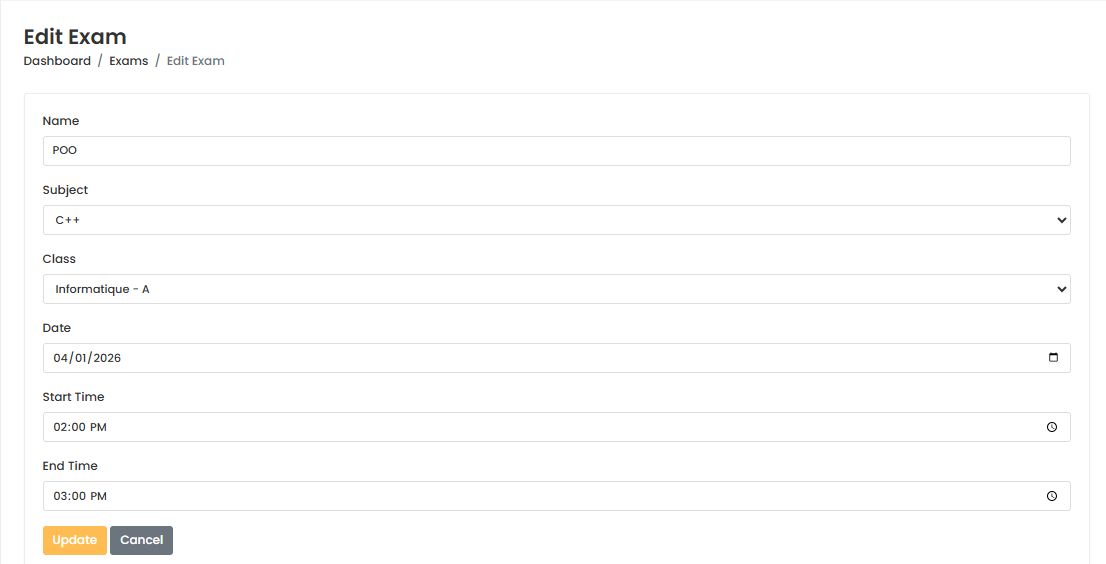 Edit Exam
Dashboard / Exams / Edit Exam
Name
POO
Subject
C++
Class
Informatique - A
Date
04/01/2026
Start Time
02:00 PM
End Time
03:00 PM
Update Cancel